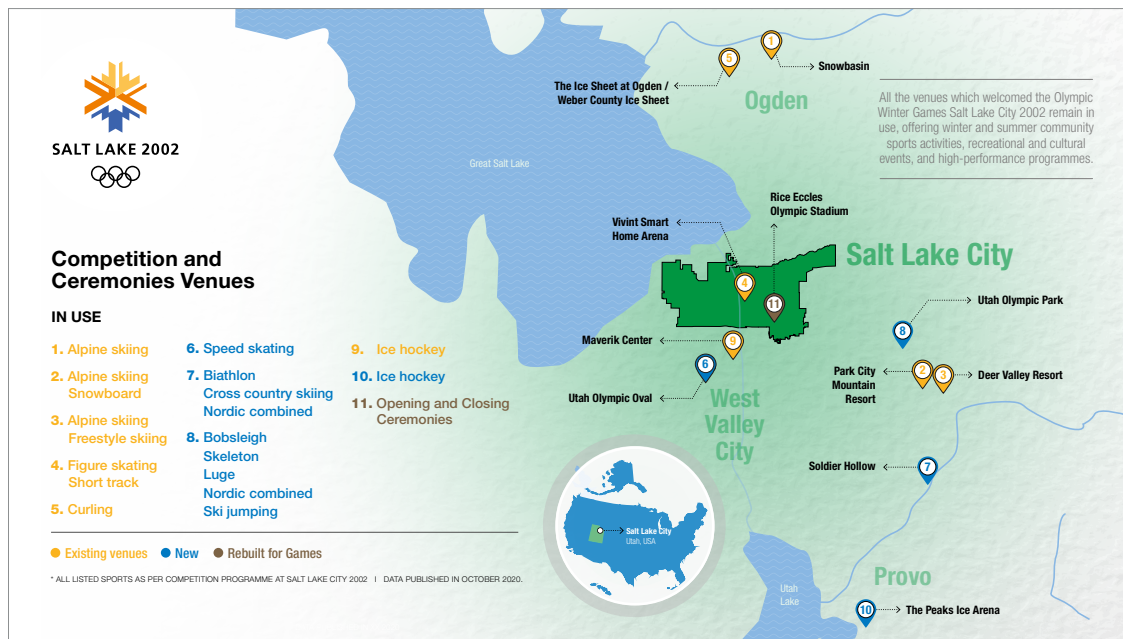 SALT LAKE 2002
Competition and
Ceremonies Venues
IN USE
1. Alpine skiing
2. Alpine skiing
Snowboard
3. Alpine skiing
Freestyle skiing
4. Figure skating
Short track
5. Curling
6. Speed skating
7. Biathlon
Cross country skiing
Nordic combined
8. Bobsleigh
Skeleton
Luge
Nordic combined
Ski jumping
9. Ice hockey
10. Ice hockey
11. Opening and Closing
Ceremonies
Existing venues
New
Rebuilt for Games
* ALL LISTED SPORTS AS PER COMPETITION PROGRAMME AT SALT LAKE CITY 2002 | DATA PUBLISHED IN OCTOBER 2020.
1
Snowbasin
5
The Ice Sheet at Ogden /
Weber County Ice Sheet
Ogden
All the venues which welcomed the Olympic
Winter Games Salt Lake City 2002 remain in
use, offering winter and summer community
sports activities, recreational and cultural
events, and high-performance programmes.
Great Salt Lake
Rice Eccles
Olympic Stadium
Vivint Smart
Home Arena
Salt Lake City
4
11
Utah Olympic Park
8
Maverik Center
9
6
Utah Olympic Oval
West
Valley
City
Park City
Mountain
Resort
2
3
Deer Valley Resort
Soldier Hollow
7
Salt Lake City
Utah, USA
Provo
Utah
Lake
10
The Peaks Ice Arena